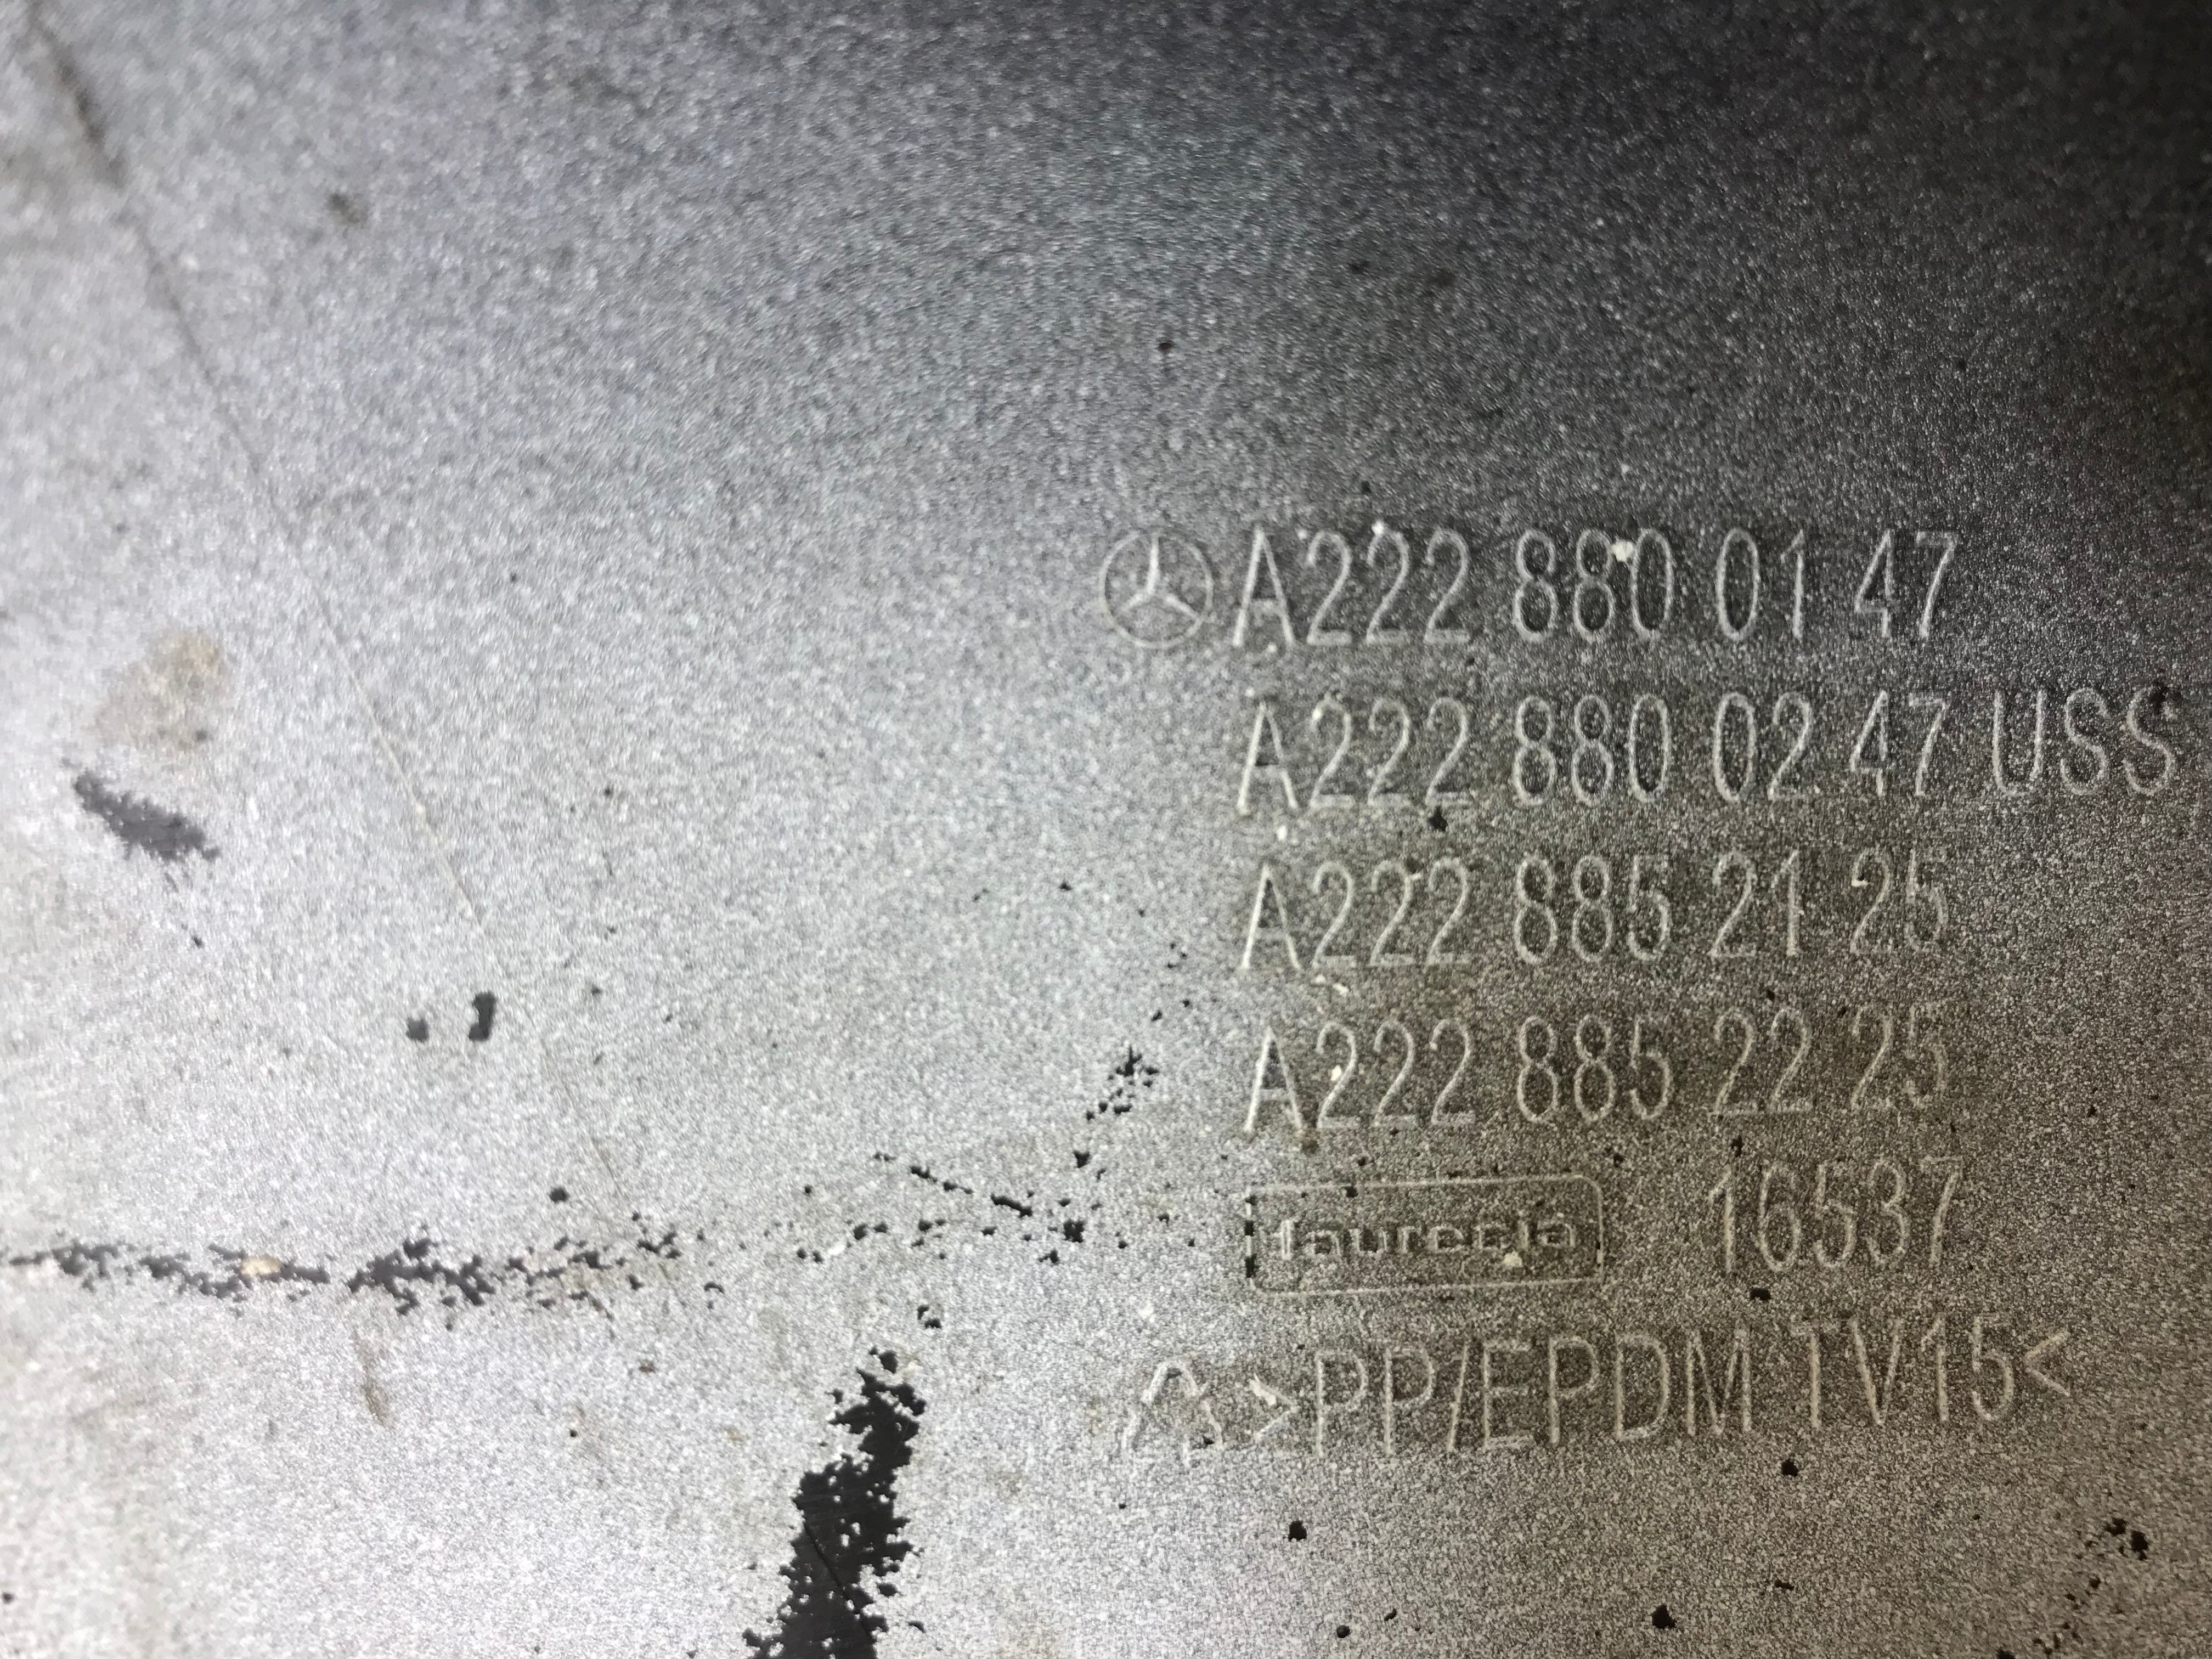 A222 880 01 47
A222 880 02 47 USS
A222 885 21 25
A222 885 22 25
faurecia 16537
>PP/EPDM TV15<